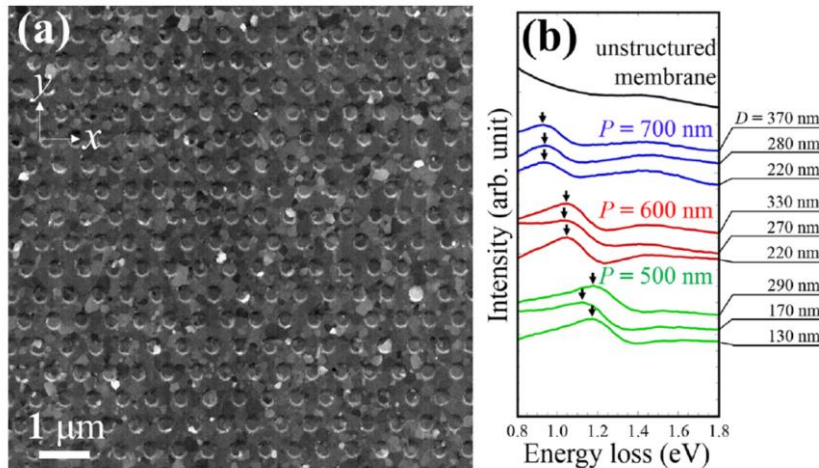 (a)
y
x
1 μm
(b)
unstructured
membrane
P = 700 nm
D = 370 nm
280 nm
220 nm
P = 600 nm
330 nm
270 nm
220 nm
P = 500 nm
290 nm
170 nm
130 nm
Intensity (arb. unit)
0.8 1.0 1.2 1.4 1.6 1.8
Energy loss (eV)